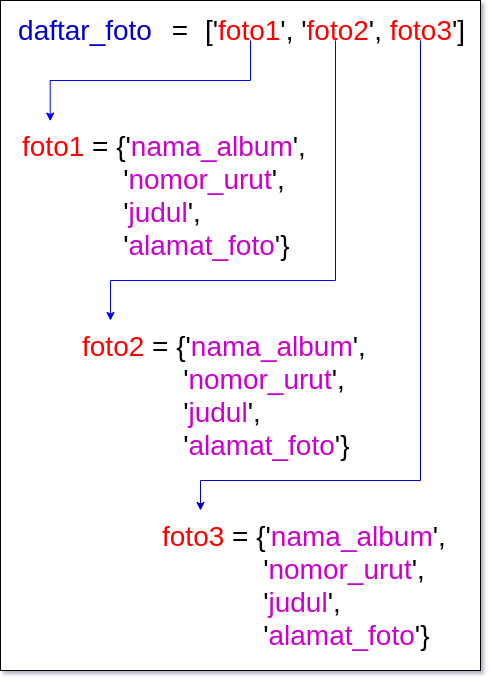 daftar_foto = ['foto1', 'foto2', foto3']
foto1 = {'nama_album',
'nomor_urut',
'judul',
'alamat_foto'}
foto2 = {'nama_album',
'nomor_urut',
'judul',
'alamat_foto'}
foto3 = {'nama_album',
'nomor_urut',
'judul',
'alamat_foto'}